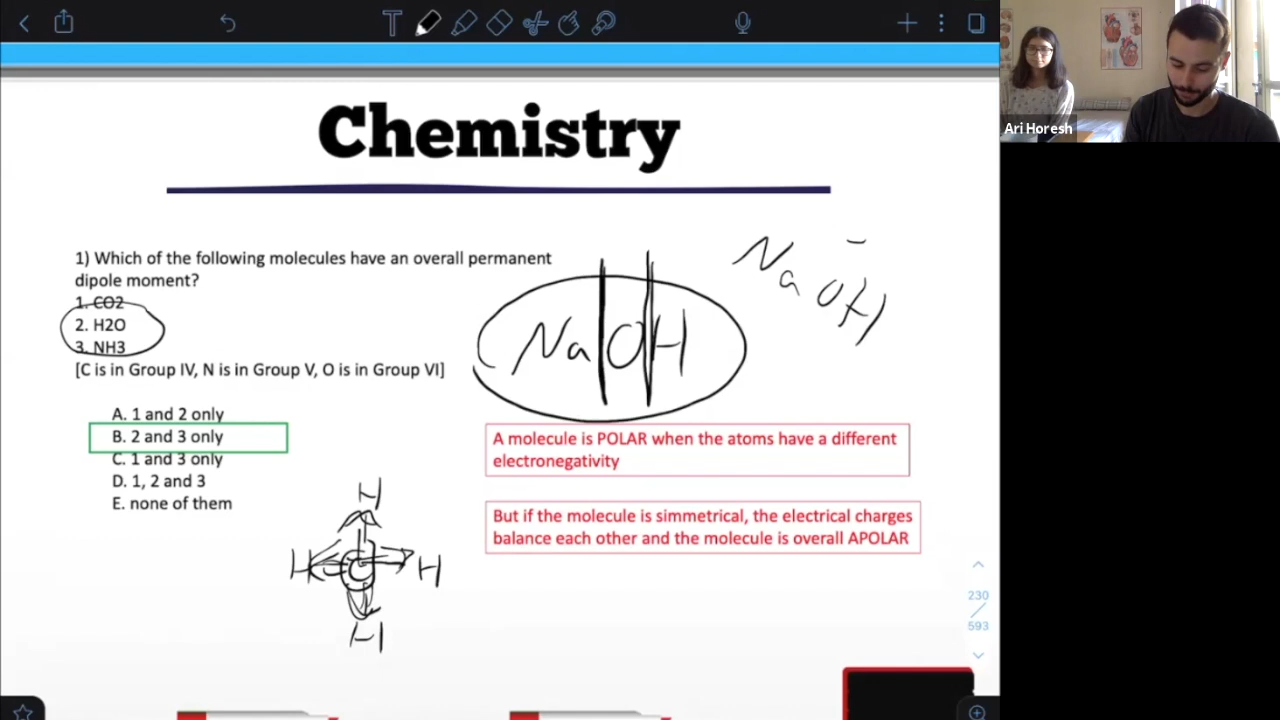 Chemistry
Ari Horesh
1) Which of the following molecules have an overall permanent
dipole moment?
1. CO2
2. H2O
3. NH3
[C is in Group IV, N is in Group V, O is in Group VI]
A. 1 and 2 only
B. 2 and 3 only
C. 1 and 3 only
D. 1, 2 and 3
E. none of them
NaOH
NaOH
A molecule is POLAR when the atoms have a different
electronegativity
But if the molecule is simmetrical, the electrical charges
balance each other and the molecule is overall APOLAR
H
H C H
H
230
593